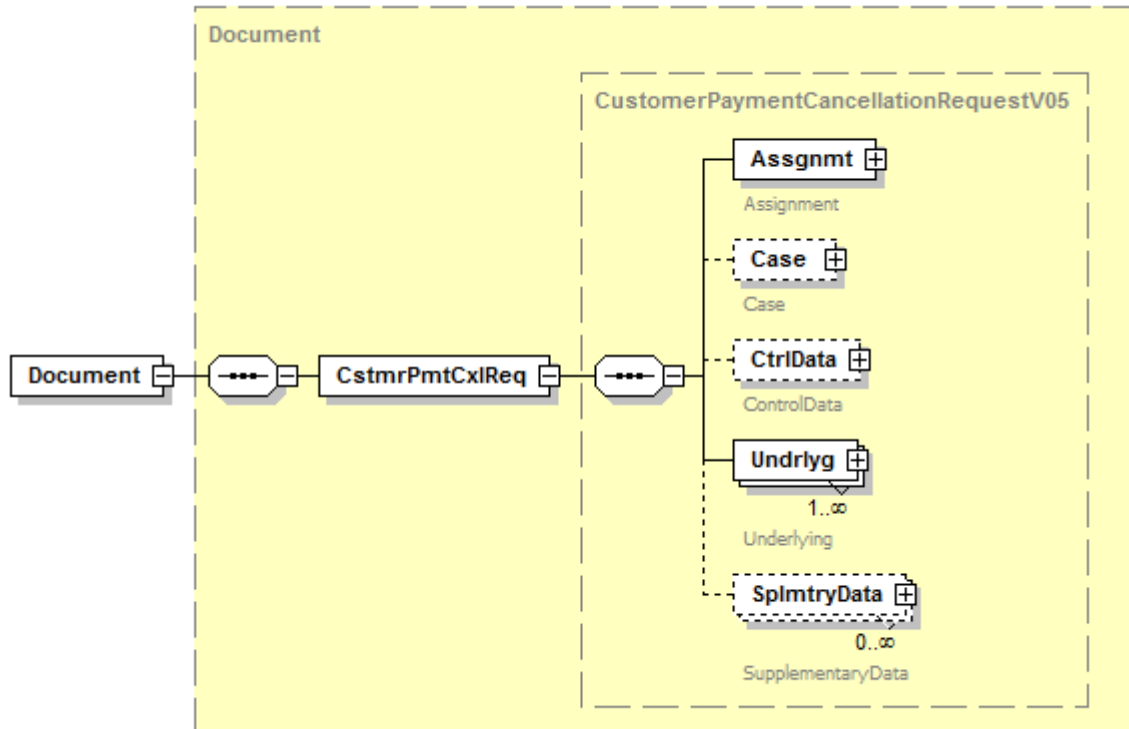 Document
CustomerPaymentCancellationRequestV05
Assgnmt
Assignment
Case
Case
Document
CstmrPmtCxlReq
CtrlData
ControlData
Undrlyg
1..∞
Underlying
SplmtryData
0..∞
SupplementaryData